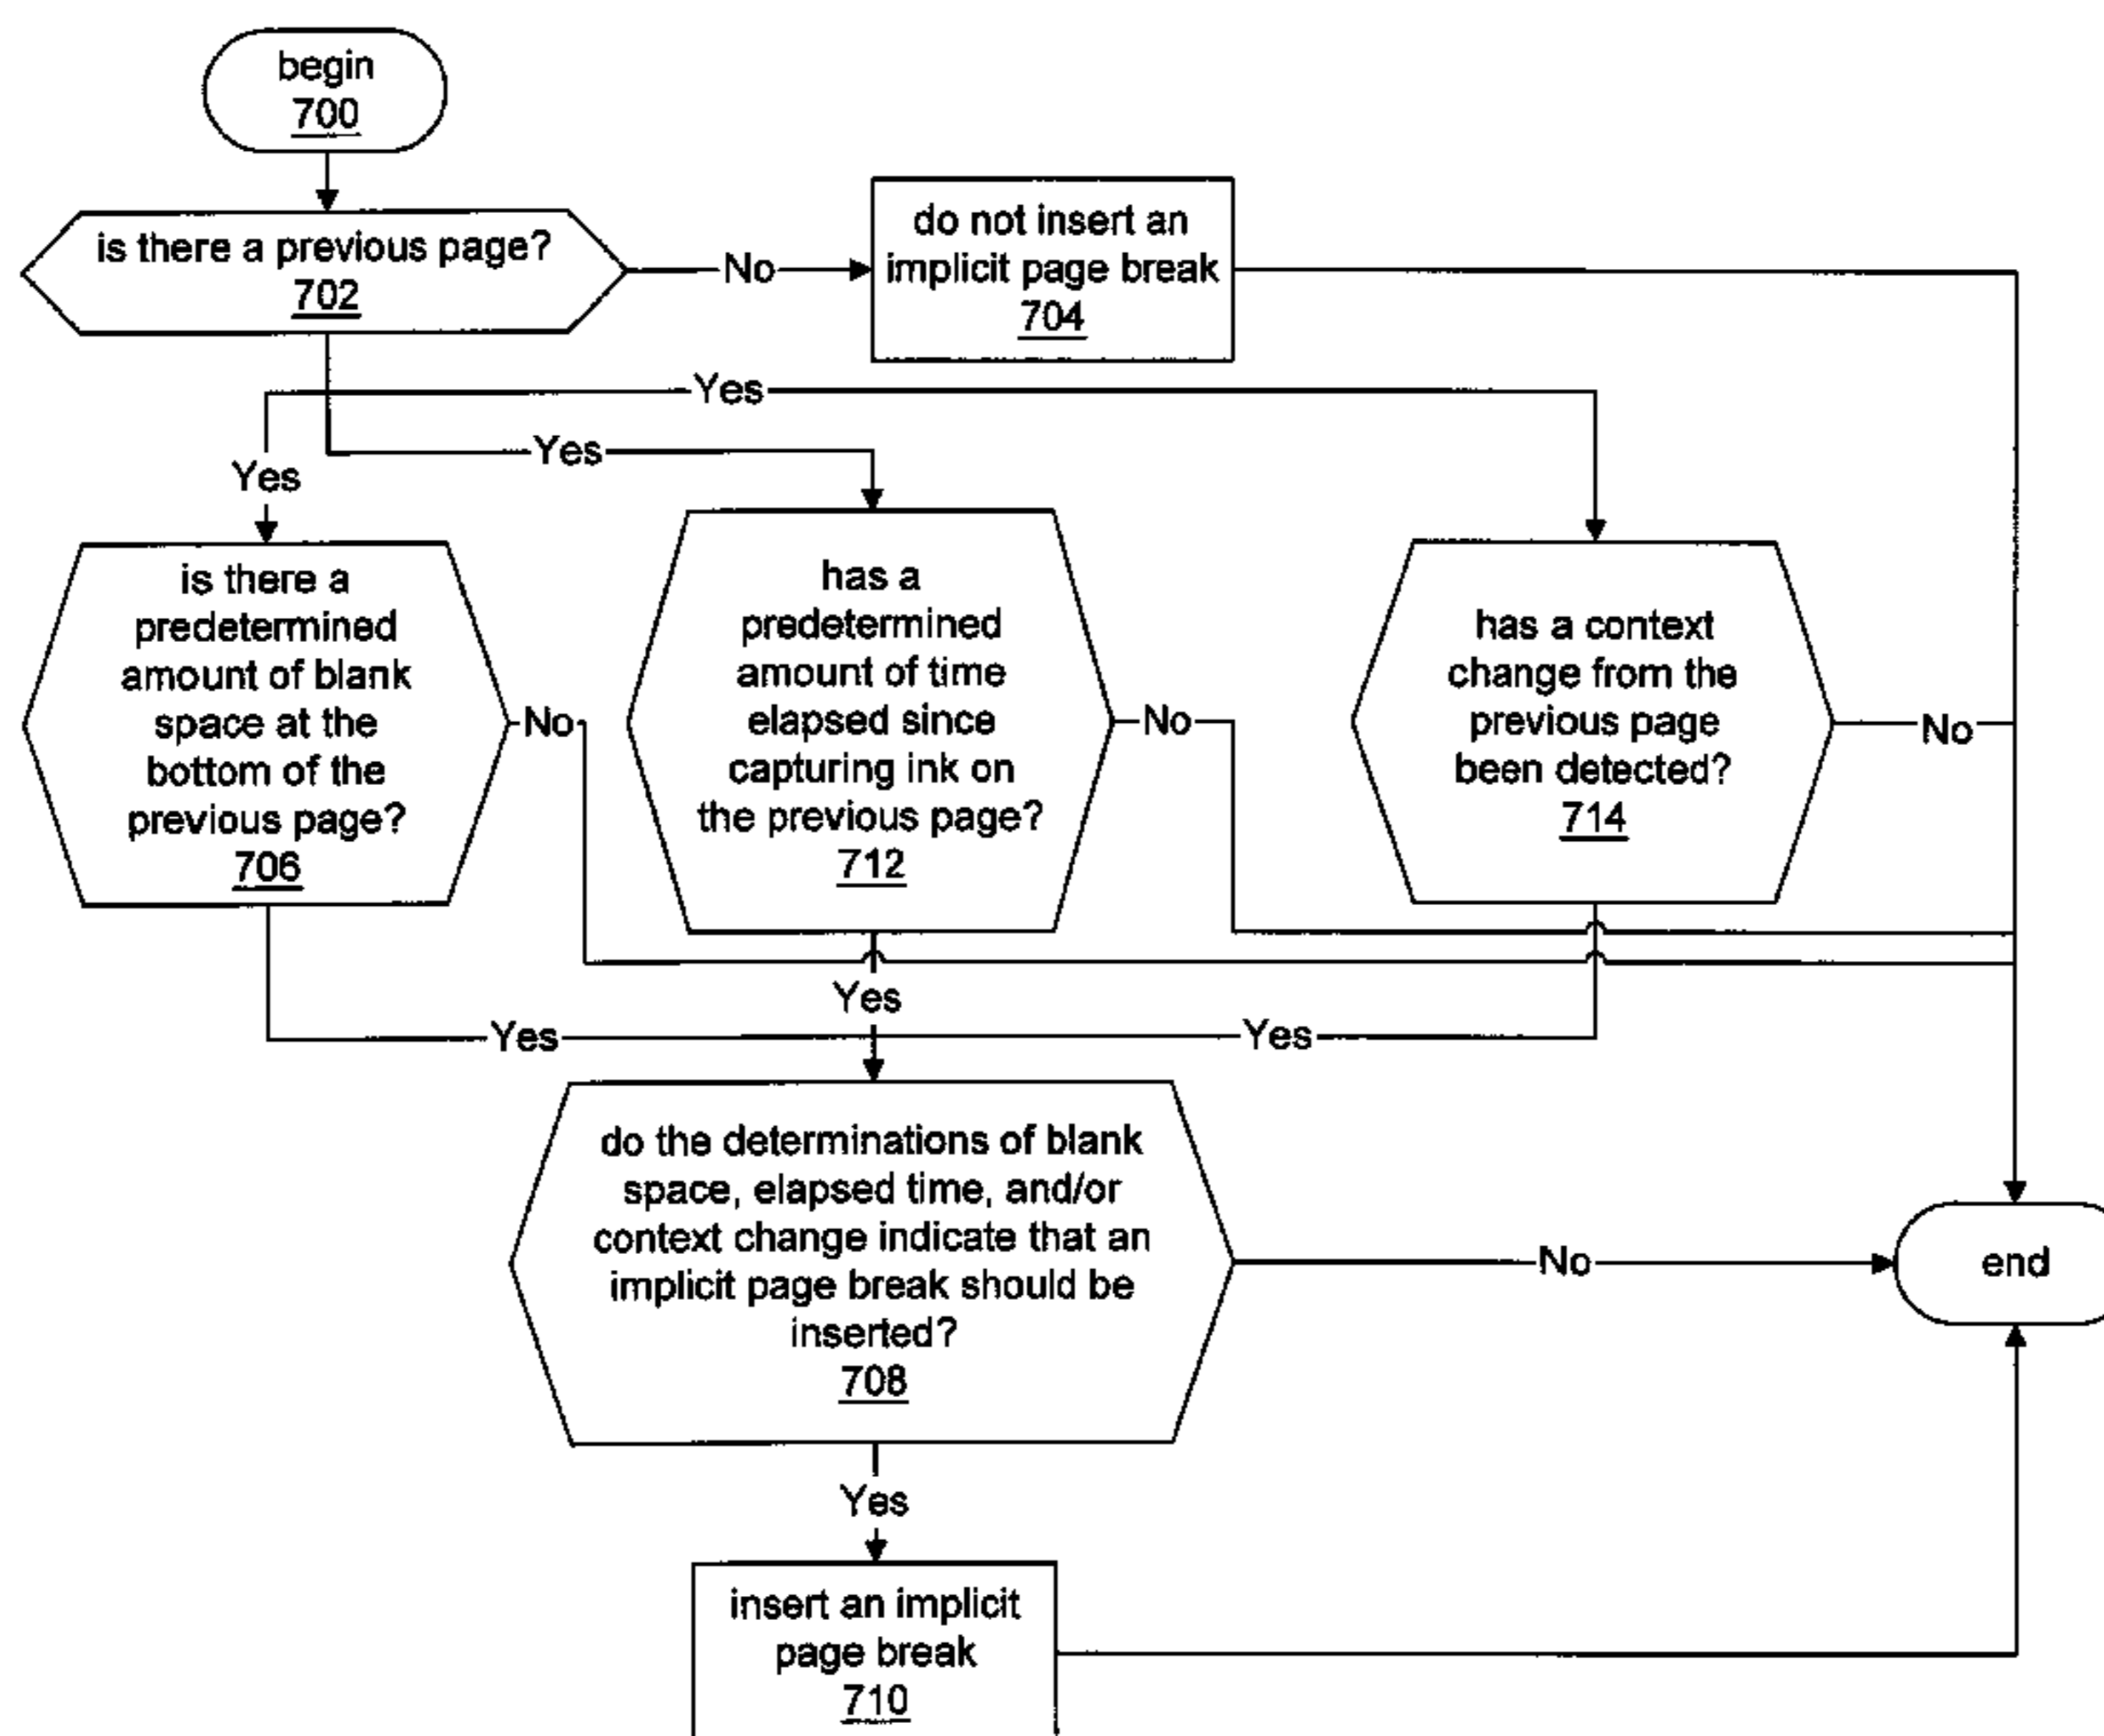 begin
700
is there a previous page?
702
No
do not insert an
implicit page break
704
Yes
Yes
Yes
is there a
predetermined
amount of blank
space at the
bottom of the
previous page?
706
No
has a
predetermined
amount of time
elapsed since
capturing ink on
the previous page?
712
No
has a context
change from the
previous page
been detected?
714
No
Yes
Yes
Yes
do the determinations of blank
space, elapsed time, and/or
context change indicate that an
implicit page break should be
inserted?
708
No
end
Yes
insert an implicit
page break
710